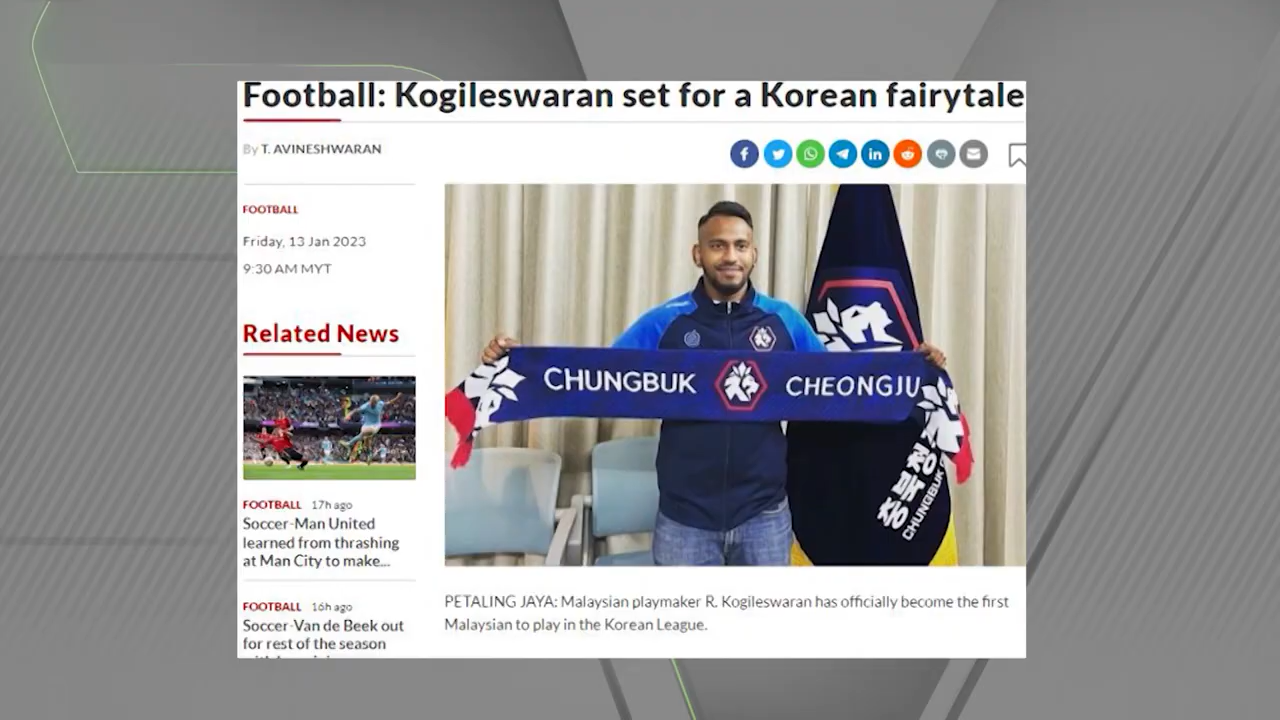 Football: Kogileswaran set for a Korean fairytale
By T. AVINESHWARAN
FOOTBALL
Friday, 13 Jan 2023
9:30 AM MYT
Related News
FOOTBALL 17h ago
Soccer-Man United
learned from thrashing
at Man City to make...
FOOTBALL 16h ago
Soccer-Van de Beek out
for rest of the season
CHUNGBUK CHEONGJU
충북청
CHUNGBUK
PETALING JAYA: Malaysian playmaker R. Kogileswaran has officially become the first
Malaysian to play in the Korean League.